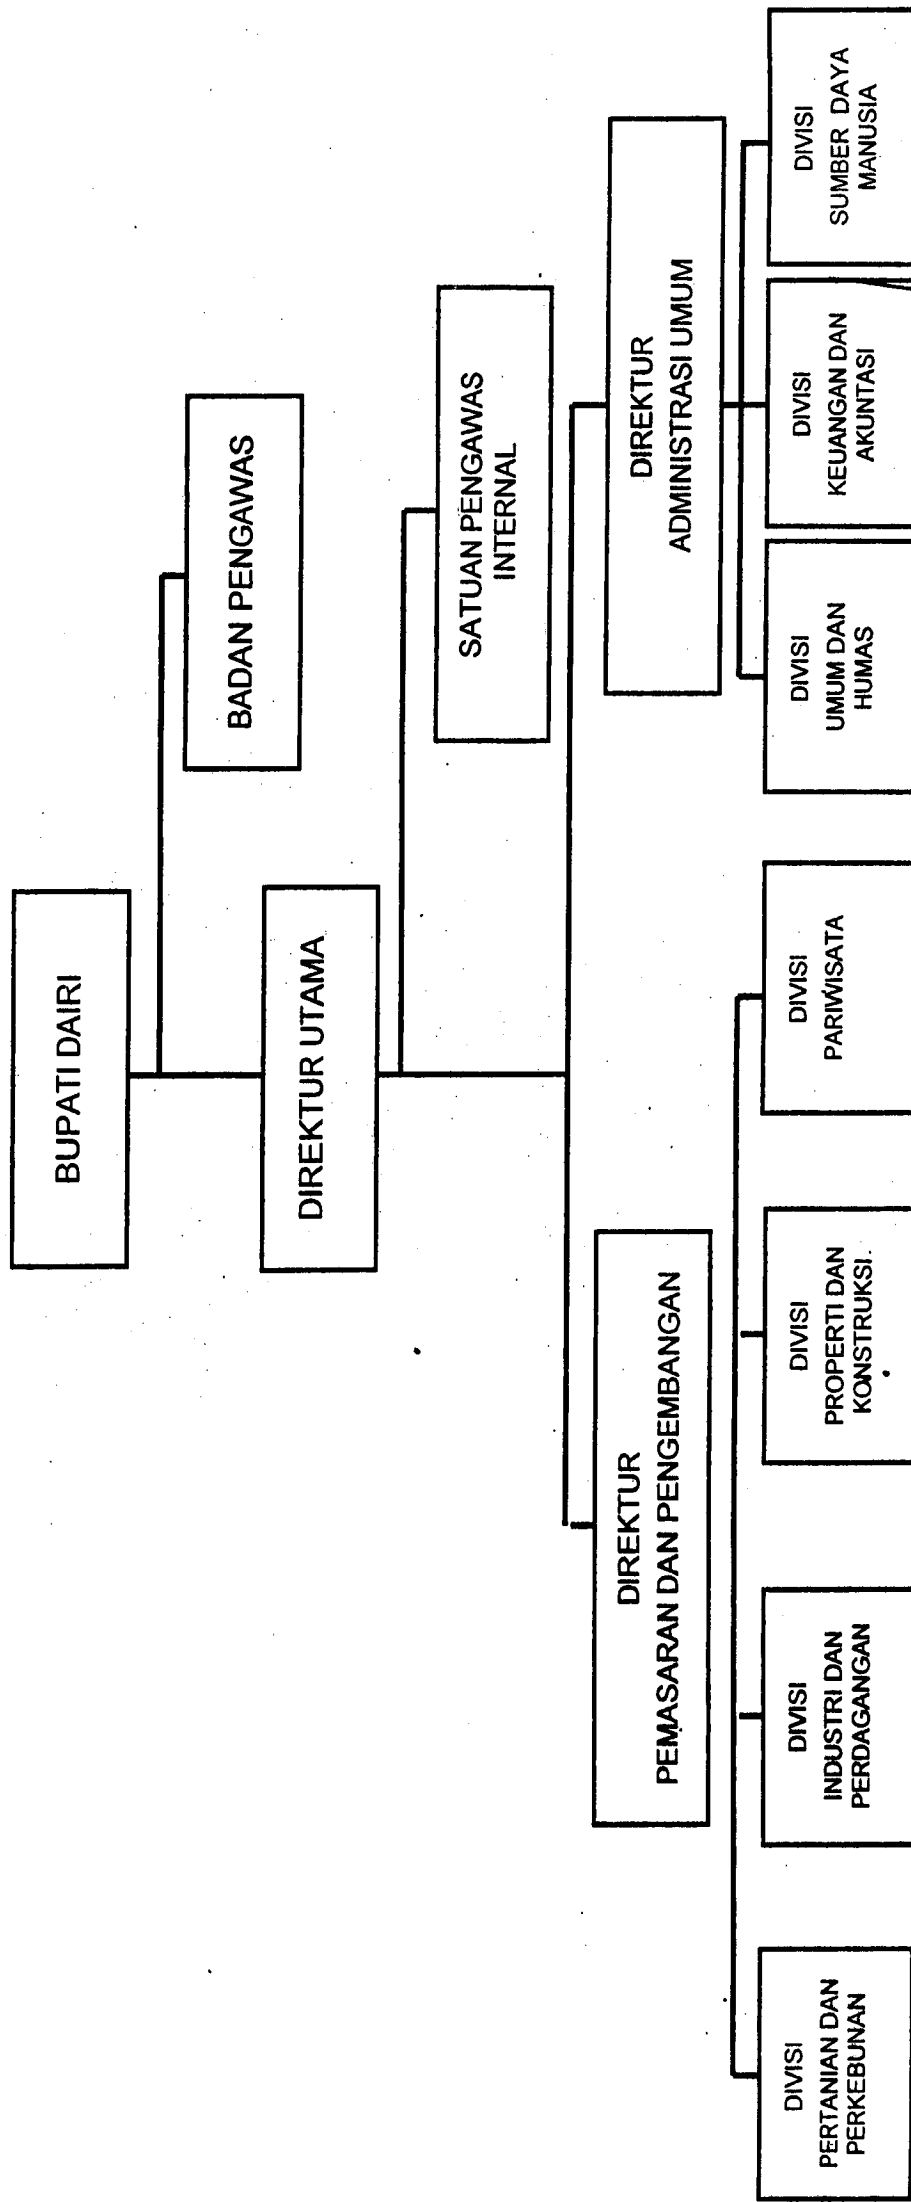 BUPATI DAIRI
BADAN PENGAWAS
DIREKTUR UTAMA
SATUAN PENGAWAS
INTERNAL
DIREKTUR
PEMASARAN DAN PENGEMBANGAN
DIREKTUR
ADMINISTRASI UMUM
DIVISI
PERTANIAN DAN
PERKEBUNAN
DIVISI
INDUSTRI DAN
PERDAGANGAN
DIVISI
PROPERTI DAN
KONSTRUKSI.
DIVISI
PARIWISATA
DIVISI
UMUM DAN
HUMAS
DIVISI
KEUANGAN DAN
AKUNTASI
DIVISI
SUMBER DAYA
MANUSIA